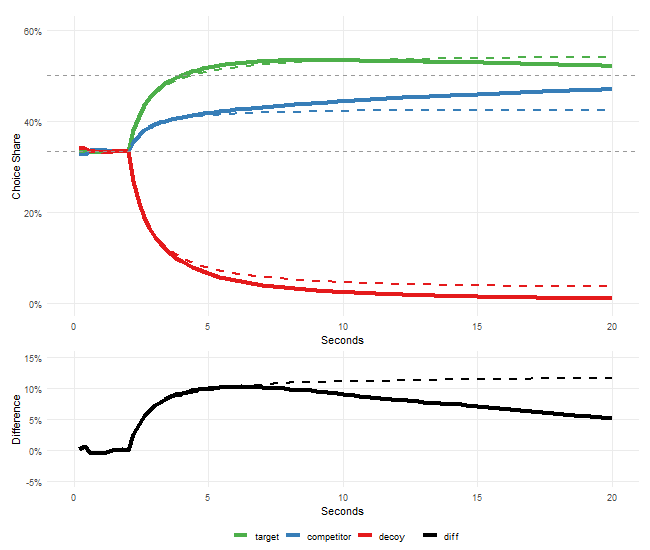 60%
40%
20%
0%
Choice Share
0 5 10 15 20
Seconds
15%
10%
5%
0%
-5%
Difference
0 5 10 15 20
Seconds
target competitor decoy diff